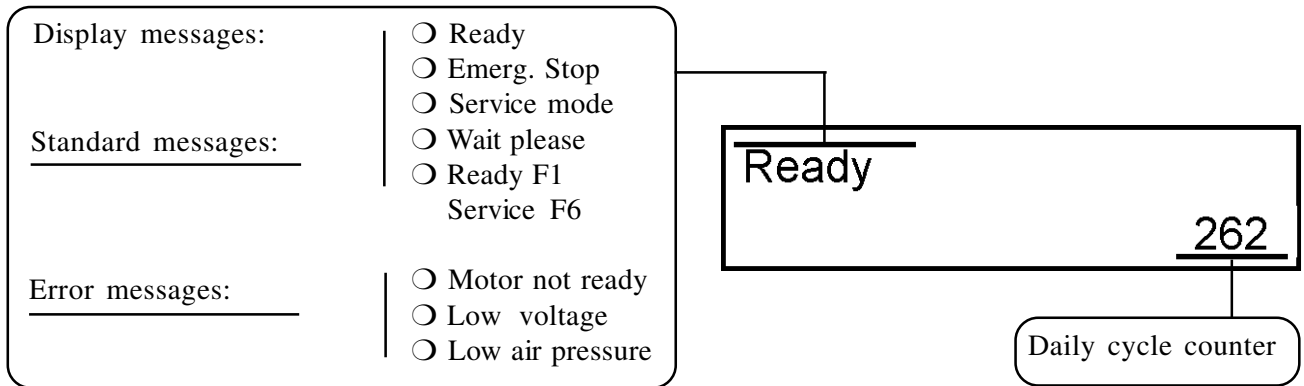 Display messages:
Standard messages:
❍ Ready
❍ Emerg. Stop
❍ Service mode
❍ Wait please
❍ Ready F1
Service F6
Error messages:
❍ Motor not ready
❍ Low voltage
❍ Low air pressure
Ready
262
Daily cycle counter